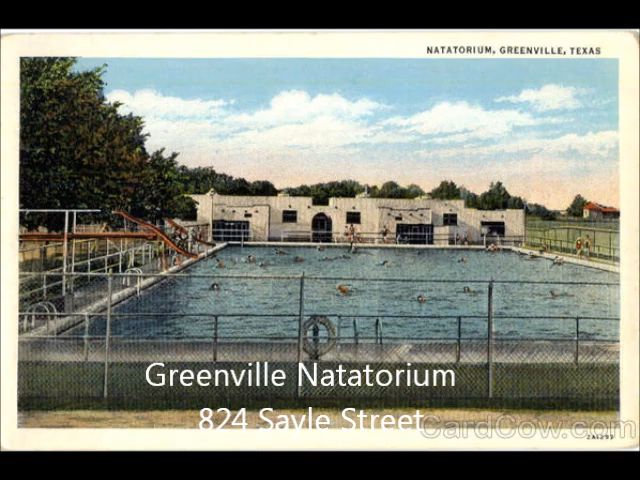 NATATORIUM, GREENVILLE, TEXAS
Greenville Natatorium
824 Sayle Street
CardCow.com